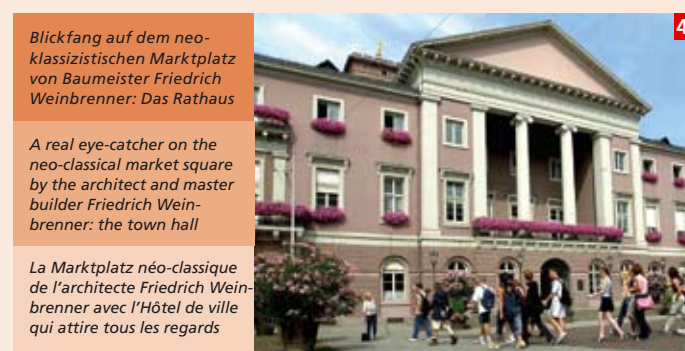 Blickfang auf dem neo-
klassizistischen Marktplatz
von Baumeister Friedrich
Weinbrenner: Das Rathaus
A real eye-catcher on the
neo-classical market square
by the architect and master
builder Friedrich Wein-
brenner: the town hall
La Marktplatz néo-classique
de l'architecte Friedrich Wein-
brenner avec l'Hôtel de ville
qui attire tous les regards
4